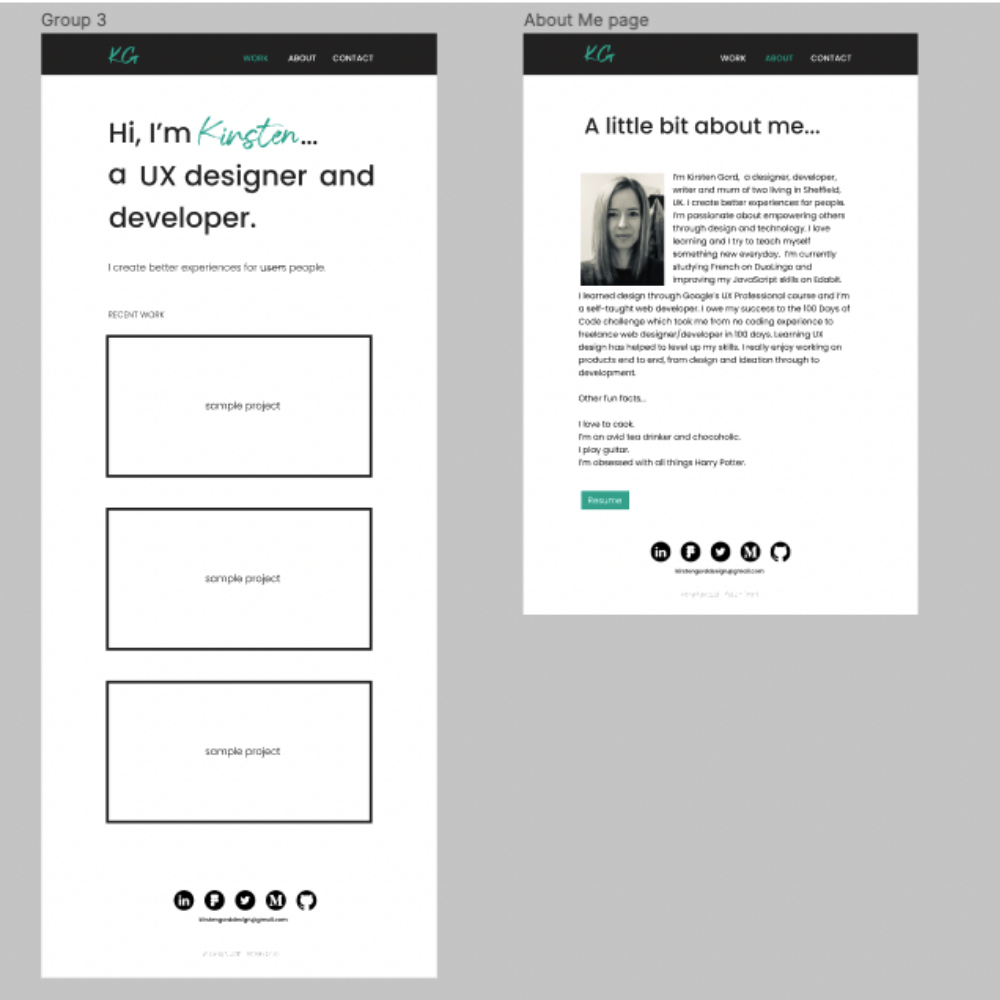 Group 3
KG
WORK ABOUT CONTACT
Hi, I'm Kirsten...
a UX designer and
developer.
I create better experiences for users people.
RECENT WORK
sample project
sample project
sample project
in
M
kirstengorddesign@gmail.com
About Me page
KG
WORK ABOUT CONTACT
A little bit about me...
I'm Kirsten Gord, a designer, developer,
writer and mum of two living in Sheffield,
UK. I create better experiences for people.
I'm passionate about empowering others
through design and technology. I love
learning and I try to teach myself
something new everyday. I'm currently
studying French on DuoLingo and
improving my JavaScript skills on Edabit.
I learned design through Google's UX Professional course and I'm
a self-taught web developer. I owe my success to the 100 Days of
Code challenge which took me from no coding experience to
freelance web designer/developer in 100 days. Learning UX
design has helped to level up my skills. I really enjoy working on
products end to end, from design and ideation through to
development.
Other fun facts...
I love to cook.
I'm an avid tea drinker and chocoholic.
I play guitar.
I'm obsessed with all things Harry Potter.
Resume
in
M
kirstengorddesign@gmail.com